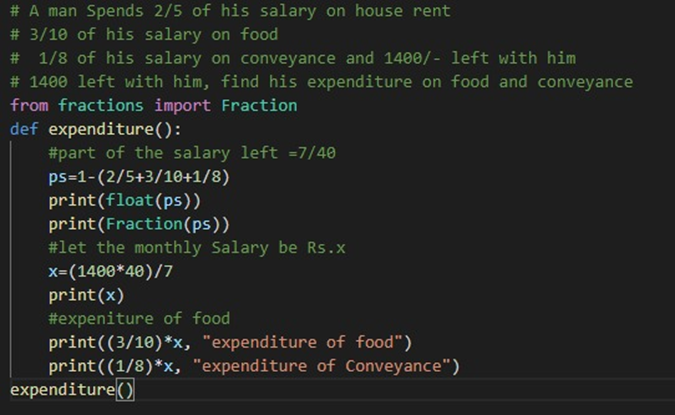 # A man Spends 2/5 of his salary on house rent
# 3/10 of his salary on food
#  1/8 of his salary on conveyance and 1400/- left with him
# 1400 left with him, find his expenditure on food and conveyance
from fractions import Fraction
def expenditure():
    #part of the salary left =7/40
    ps=1-(2/5+3/10+1/8)
    print(float(ps))
    print(Fraction(ps))
    #let the monthly Salary be Rs.x
    x=(1400*40)/7
    print(x)
    #expeniture of food
    print((3/10)*x, "expenditure of food")
    print((1/8)*x, "expenditure of Conveyance")
expenditure()